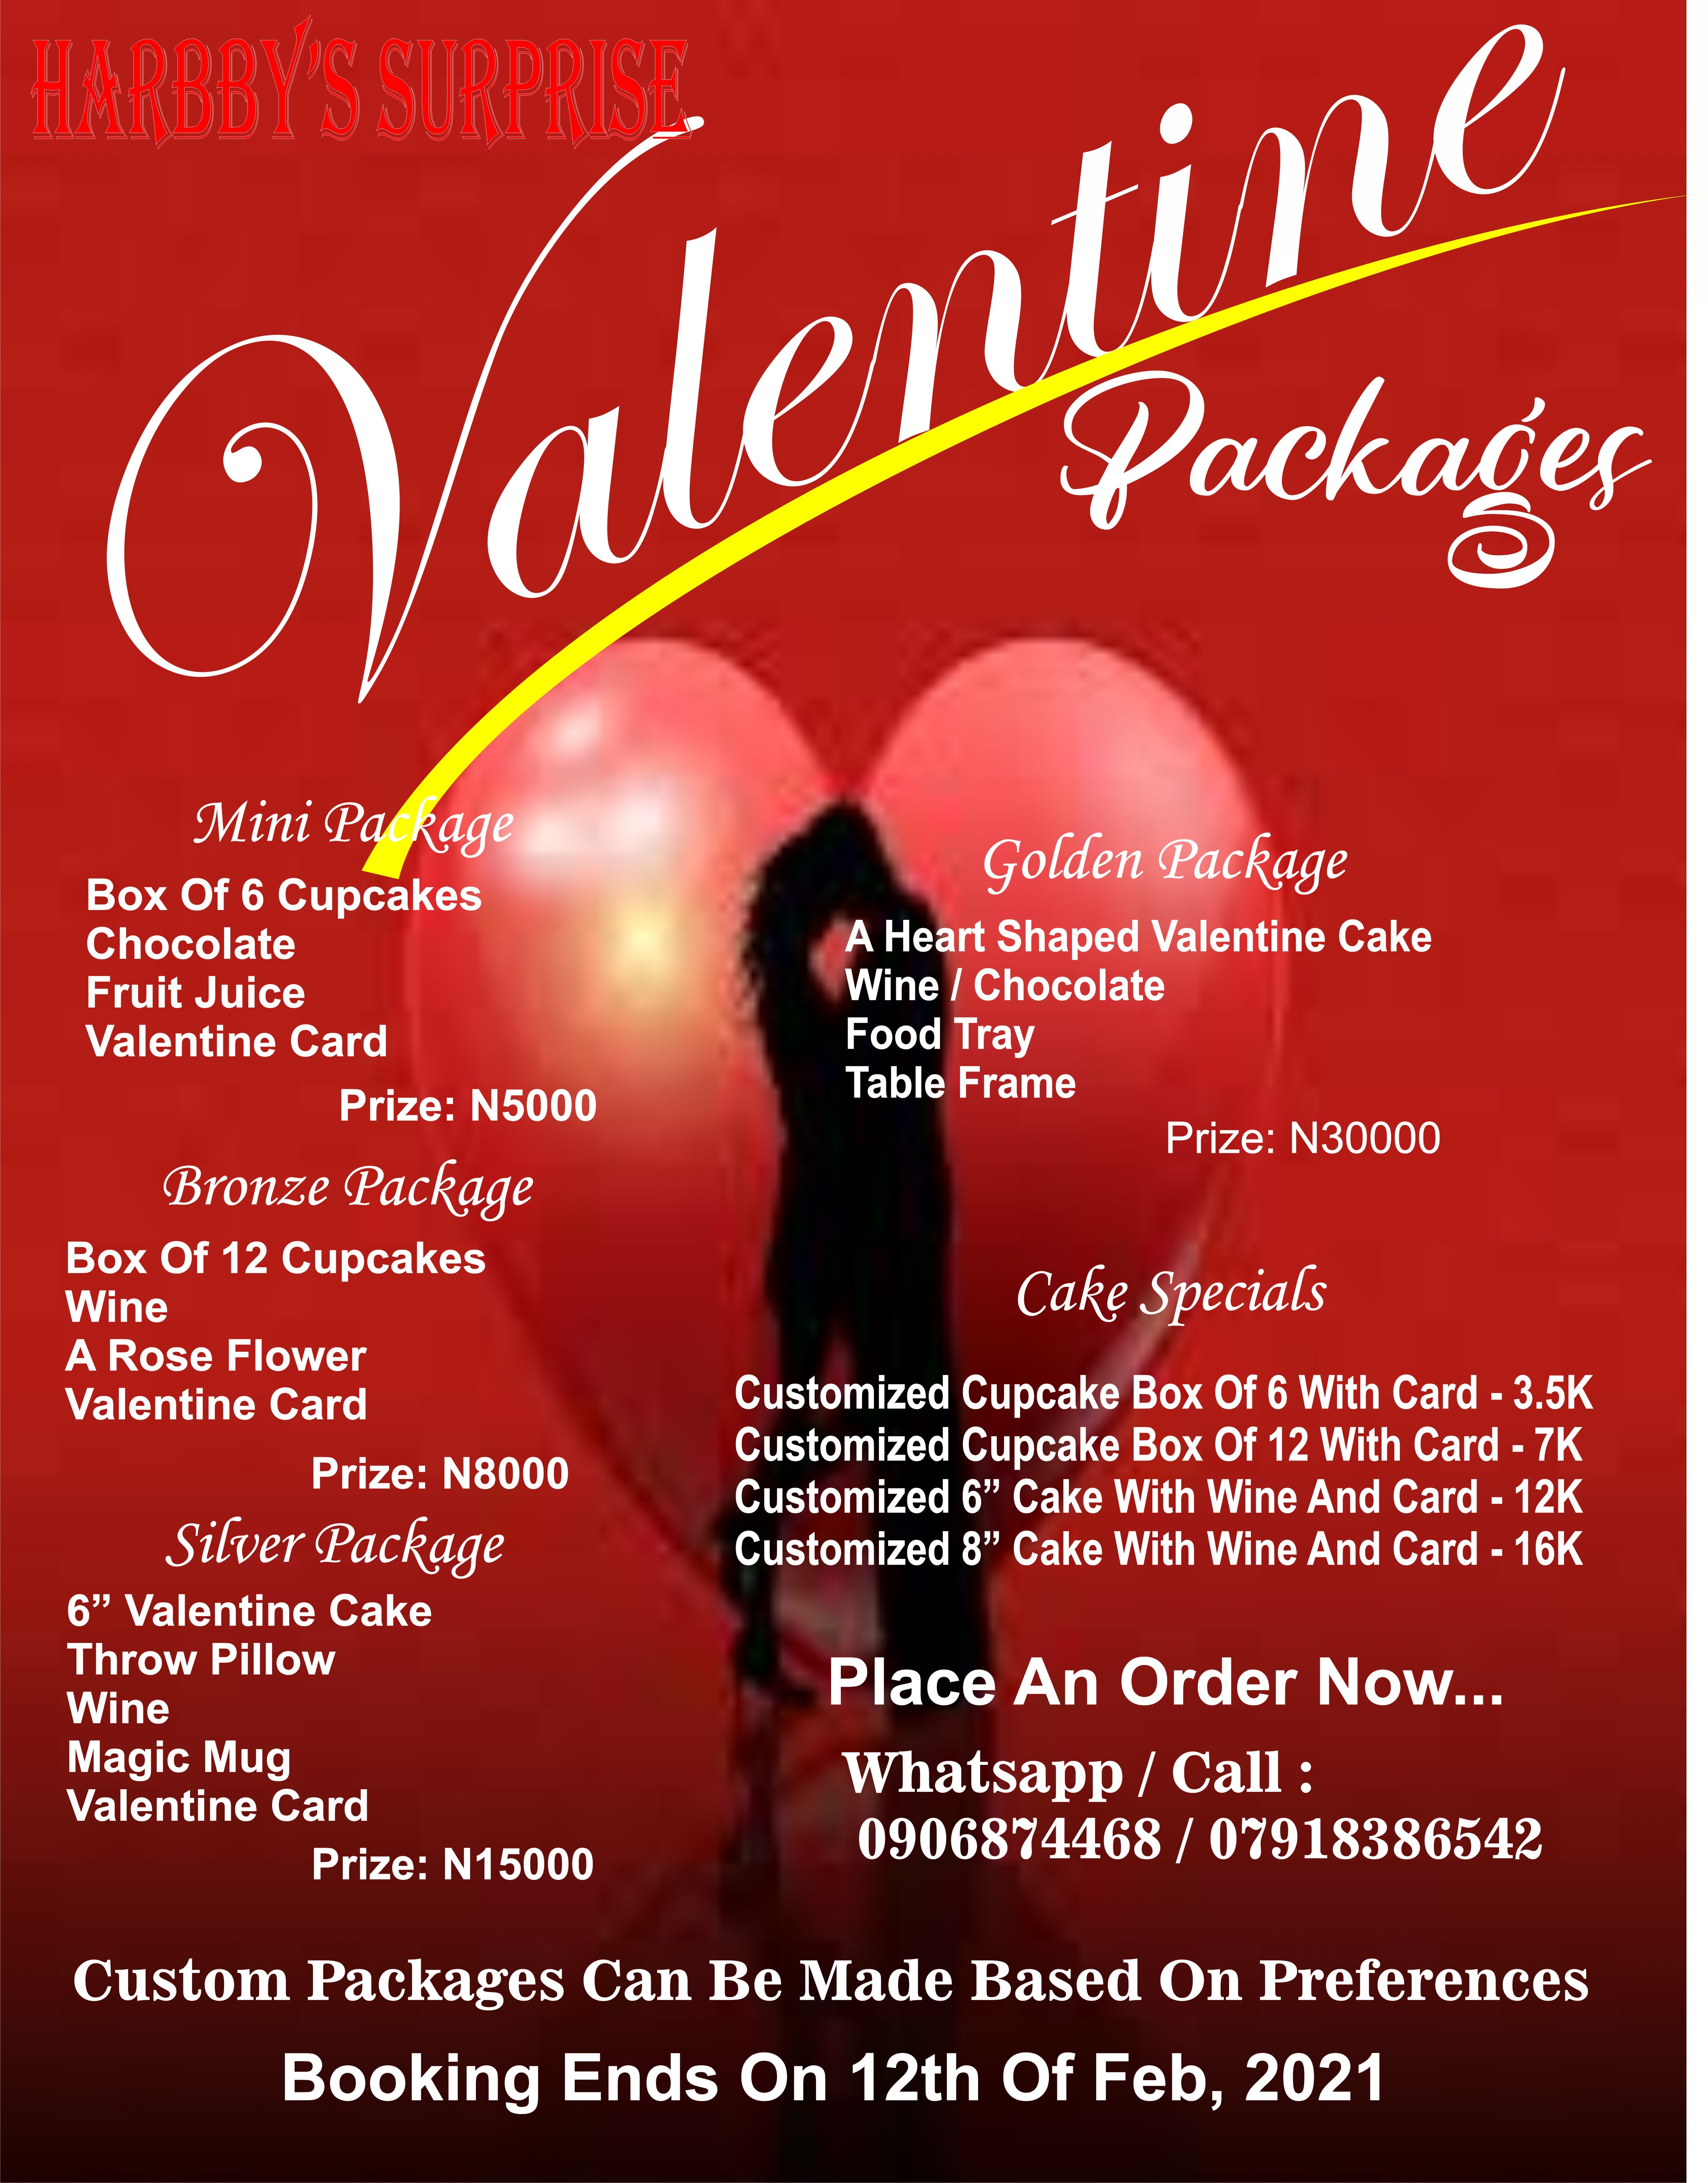 HARBBY'S SURPRISE
Valentine
Packages
Mini Package
Box Of 6 Cupcakes
Chocolate
Fruit Juice
Valentine Card
Prize: N5000
Bronze Package
Box Of 12 Cupcakes
Wine
A Rose Flower
Valentine Card
Prize: N8000
Silver Package
6” Valentine Cake
Throw Pillow
Wine
Magic Mug
Valentine Card
Prize: N15000
Golden Package
A Heart Shaped Valentine Cake
Wine / Chocolate
Food Tray
Table Frame
Prize: N30000
Cake Specials
Customized Cupcake Box Of 6 With Card - 3.5K
Customized Cupcake Box Of 12 With Card - 7K
Customized 6” Cake With Wine And Card - 12K
Customized 8” Cake With Wine And Card - 16K
Place An Order Now...
Whatsapp / Call :
0906874468 / 07918386542
Custom Packages Can Be Made Based On Preferences
Booking Ends On 12th Of Feb, 2021